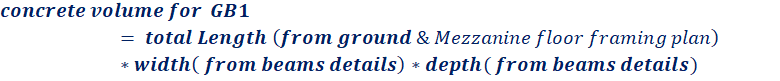 concrete volume for GB1
= total Length (from ground & Mezzanine floor framing plan)
* width( from beams details) * depth( from beams details)